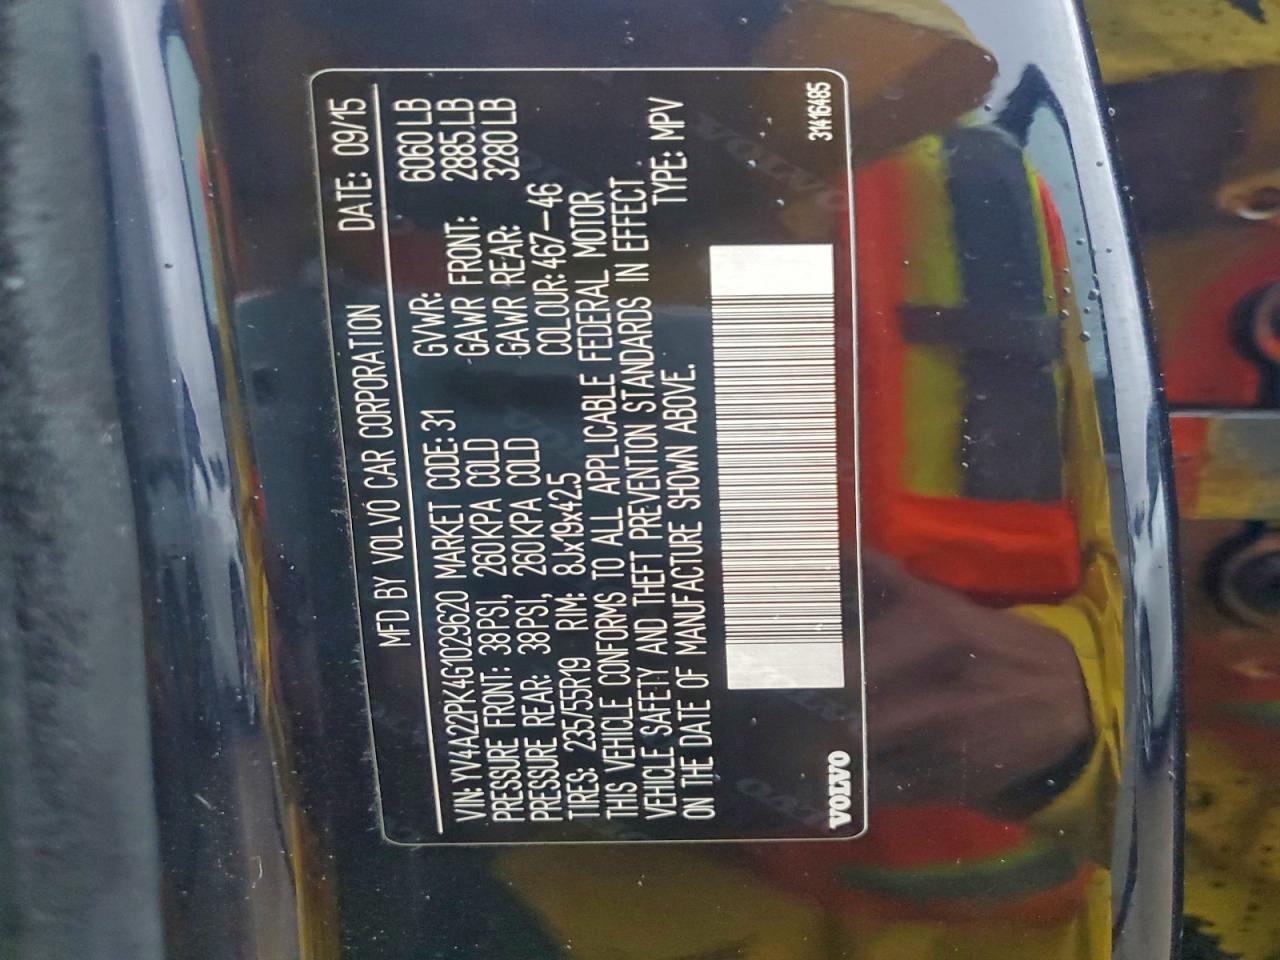 MFD BY VOLVO CAR CORPORATION DATE: 09/15
VIN: YV4A22PK4G1029620 MARKET CODE: 31 GVWR: 6060 LB
PRESSURE FRONT: 38PSI, 260KPA COLD GAWR FRONT: 2885 LB
PRESSURE REAR: 38PSI, 260KPA COLD GAWR REAR: 3280 LB
TIRES: 235/55R19 RIM: 8Jx19x42.5 COLOUR: 467-46
THIS VEHICLE CONFORMS TO ALL APPLICABLE FEDERAL MOTOR
VEHICLE SAFETY AND THEFT PREVENTION STANDARDS IN EFFECT
ON THE DATE OF MANUFACTURE SHOWN ABOVE. TYPE: MPV
VOLVO 31416485